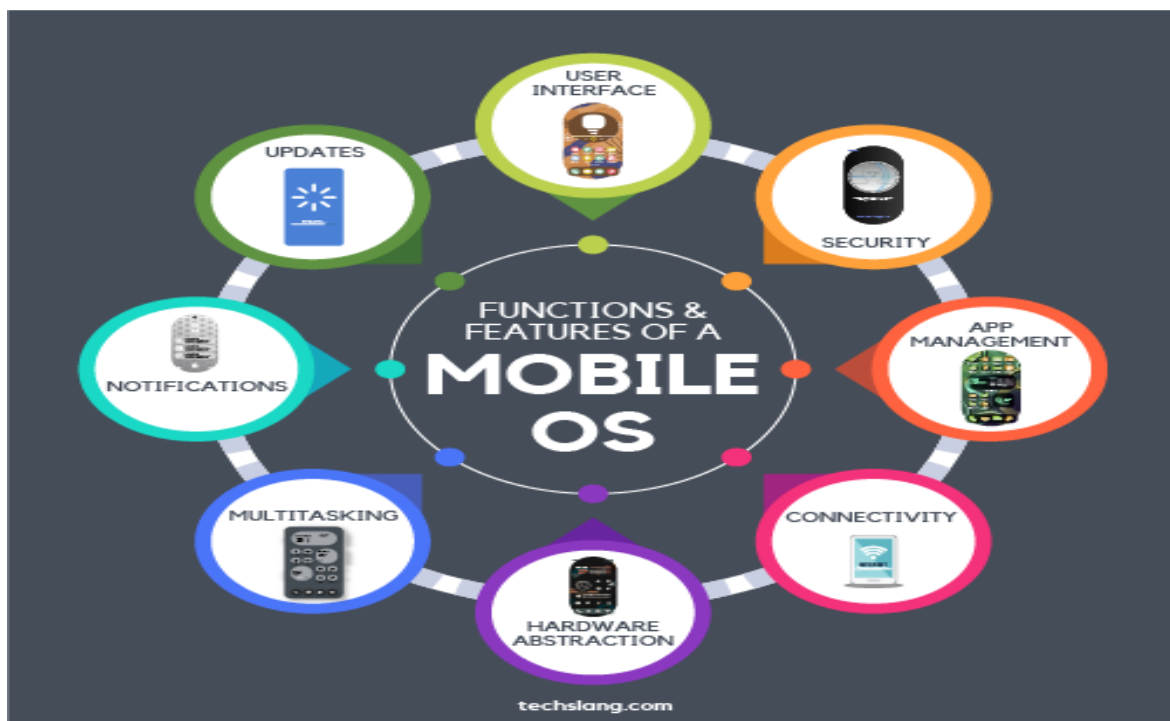 FUNCTIONS &
FEATURES OF A
MOBILE
OS
USER
INTERFACE
SECURITY
APP
MANAGEMENT
CONNECTIVITY
HARDWARE
ABSTRACTION
MULTITASKING
NOTIFICATIONS
UPDATES
techslang.com